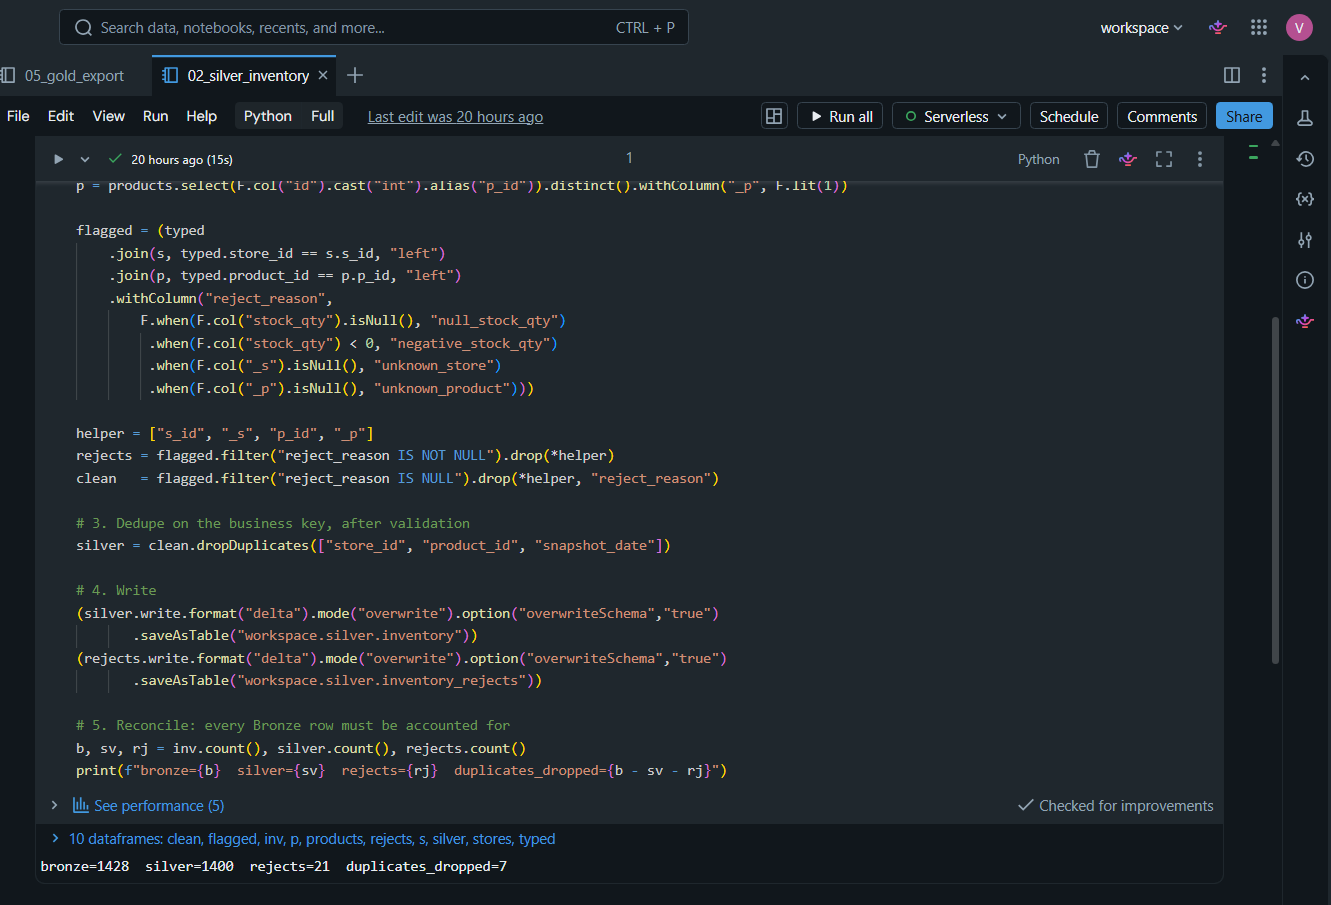 Search data, notebooks, recents, and more... CTRL + P
workspace
V
05_gold_export 02_silver_inventory
File Edit View Run Help Python Full Last edit was 20 hours ago Run all Serverless Schedule Comments Share
20 hours ago (15s) 1 Python
p = products.select(F.col("id").cast("int").alias("p_id")).distinct().withColumn("_p", F.lit(1))
flagged = (typed
.join(s, typed.store_id == s.s_id, "left")
.join(p, typed.product_id == p.p_id, "left")
.withColumn("reject_reason",
F.when(F.col("stock_qty").isNull(), "null_stock_qty")
.when(F.col("stock_qty") < 0, "negative_stock_qty")
.when(F.col("_s").isNull(), "unknown_store")
.when(F.col("_p").isNull(), "unknown_product")))
helper = ["s_id", "_s", "p_id", "_p"]
rejects = flagged.filter("reject_reason IS NOT NULL").drop(*helper)
clean   = flagged.filter("reject_reason IS NULL").drop(*helper, "reject_reason")
# 3. Dedupe on the business key, after validation
silver = clean.dropDuplicates(["store_id", "product_id", "snapshot_date"])
# 4. Write
(silver.write.format("delta").mode("overwrite").option("overwriteSchema","true")
.saveAsTable("workspace.silver.inventory"))
(rejects.write.format("delta").mode("overwrite").option("overwriteSchema","true")
.saveAsTable("workspace.silver.inventory_rejects"))
# 5. Reconcile: every Bronze row must be accounted for
b, sv, rj = inv.count(), silver.count(), rejects.count()
print(f"bronze={b}  silver={sv}  rejects={rj}  duplicates_dropped={b - sv - rj}")
See performance (5) Checked for improvements
10 dataframes: clean, flagged, inv, p, products, rejects, s, silver, stores, typed
bronze=1428  silver=1400  rejects=21  duplicates_dropped=7